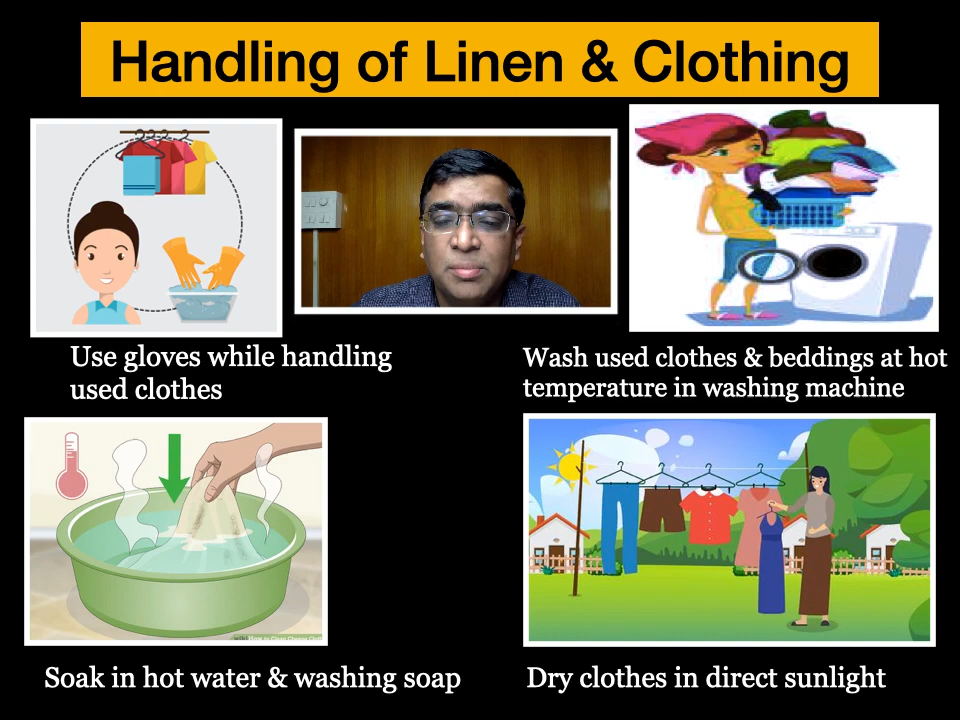 Handling of Linen & Clothing
Use gloves while handling
used clothes
Wash used clothes & beddings at hot
temperature in washing machine
Soak in hot water & washing soap
Dry clothes in direct sunlight